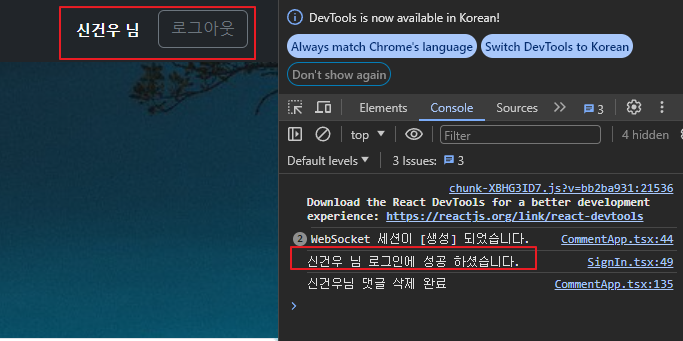 신건우 님 로그아웃
DevTools is now available in Korean!
Always match Chrome's language Switch DevTools to Korean
Don't show again
Elements Console Sources 3
top Filter 4 hidden
Default levels 3 Issues: 3
chunk-XBHG3ID7.js?v=bb2ba931:21536
Download the React DevTools for a better development
experience: https://reactjs.org/link/react-devtools
2 WebSocket 세션이 [생성] 되었습니다. CommentApp.tsx:44
신건우 님 로그인에 성공 하셨습니다. SignIn.tsx:49
신건우님 댓글 삭제 완료 CommentApp.tsx:135